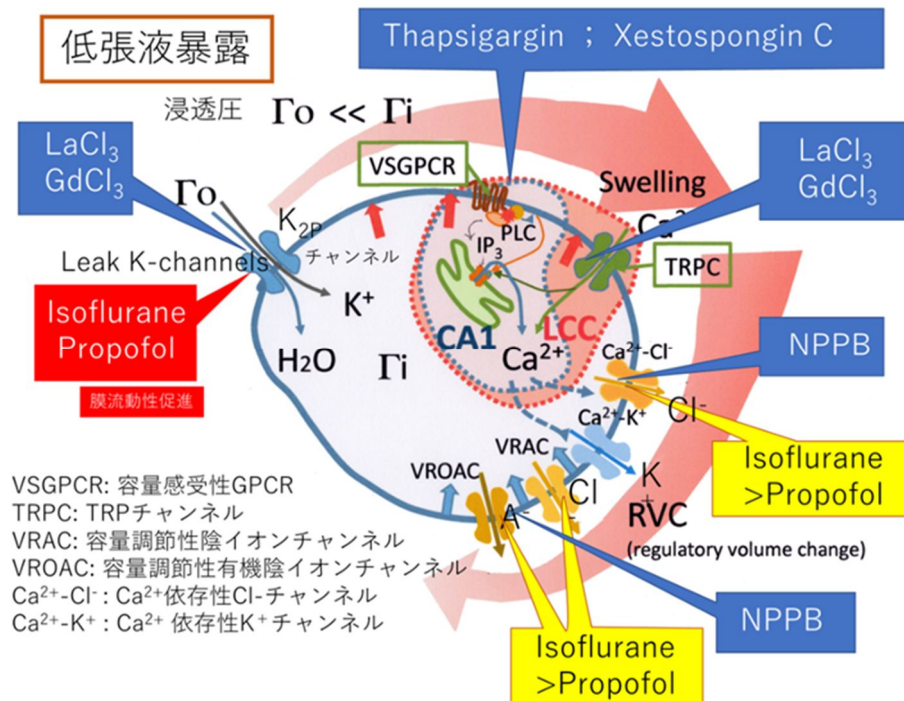 低張液暴露
Thapsigargin ; Xestospongin C
浸透圧 Γo << Γi
LaCl₃
GdCl₃
VSGPCR
Swelling
LaCl₃
GdCl₃
Γo
K₂P
チャンネル
Leak K-channels
PLC
IP₃
Ca²
TRPC
Isoflurane
Propofol
K⁺
CA1
LCC
H₂O
Γi
Ca²⁺
NPPB
膜流動性促進
Ca²⁺-Cl⁻
Cl⁻
Ca²⁺-K⁺
VRAC
VROAC
Isoflurane
>Propofol
K
+
Cl
-
A⁻
RVC
(regulatory volume change)
VSGPCR: 容量感受性GPCR
TRPC: TRPチャンネル
VRAC: 容量調節性陰イオンチャンネル
VROAC: 容量調節性有機陰イオンチャンネル
Ca²⁺-Cl⁻ : Ca²⁺依存性Cl-チャンネル
Ca²⁺-K⁺ : Ca²⁺ 依存性K⁺チャンネル
NPPB
Isoflurane
>Propofol